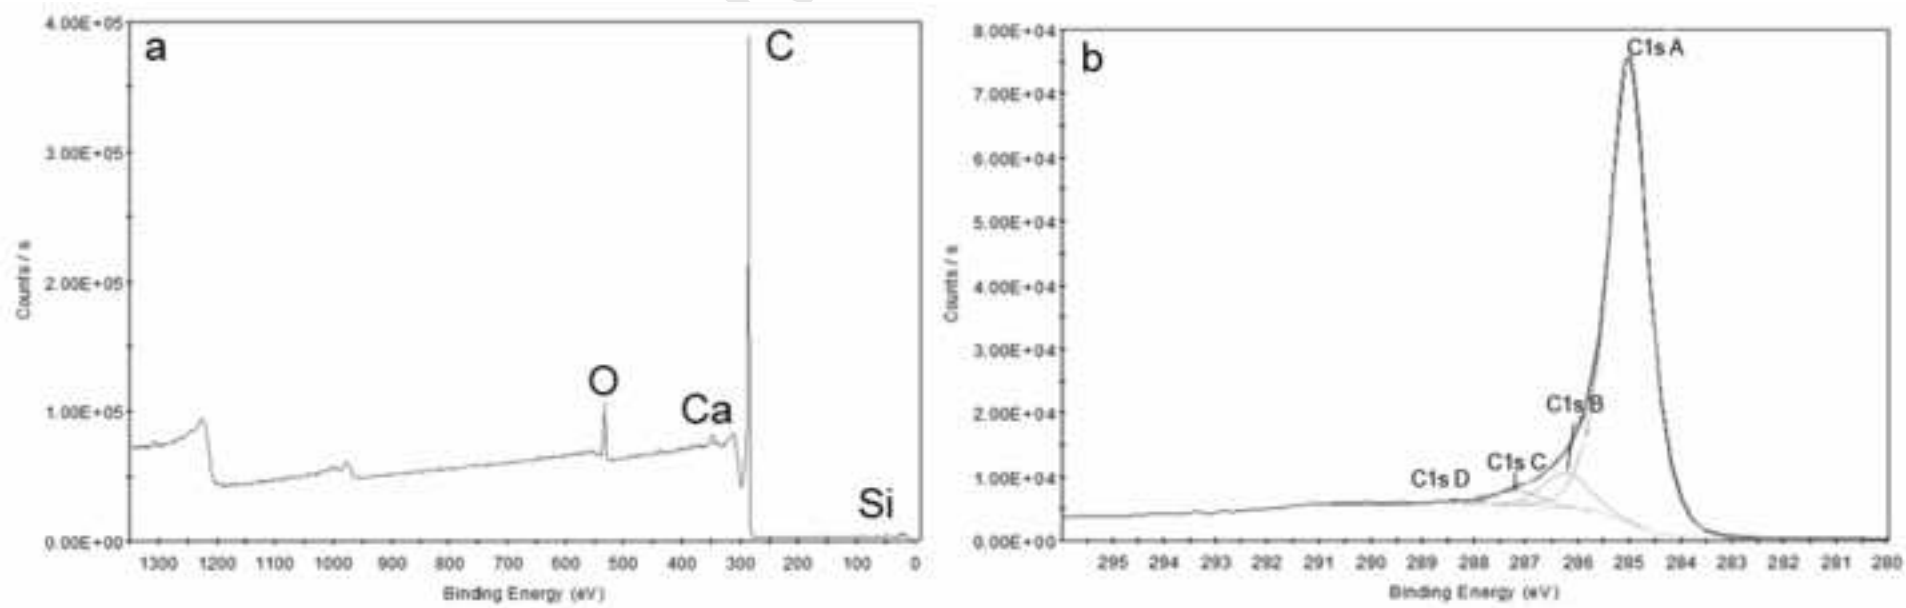 a
C
O
Ca
Si
4.00E+05
3.00E+05
2.00E+05
1.00E+05
0.00E+00
Counts / s
1300 1200 1100 1000 900 800 700 600 500 400 300 200 100 0
Binding Energy (eV)
b
C1s A
C1s B
C1s C
C1s D
8.00E+04
7.00E+04
6.00E+04
5.00E+04
4.00E+04
3.00E+04
2.00E+04
1.00E+04
0.00E+00
Counts / s
295 294 293 292 291 290 289 288 287 286 285 284 283 282 281 280
Binding Energy (eV)